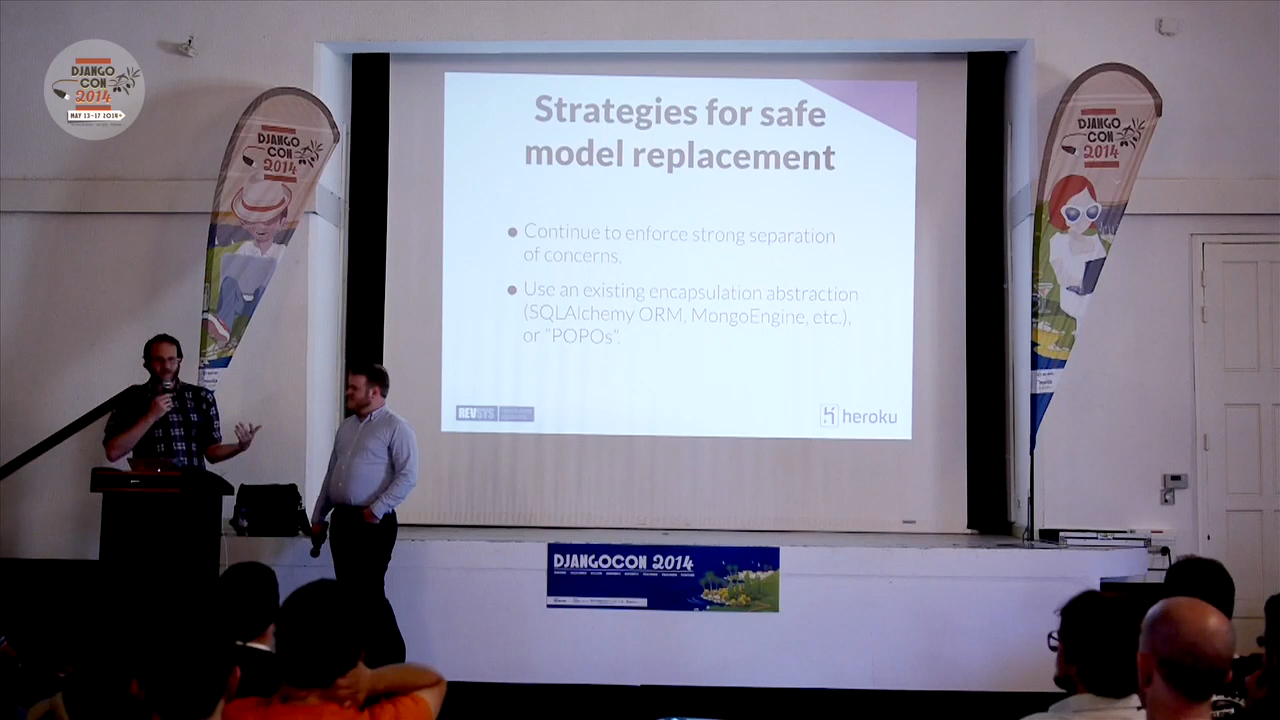 DJANGO
CON
2014
MAY 13-17 2014
DJANGO
CON
2014
Strategies for safe
model replacement
● Continue to enforce strong separation
of concerns.
● Use an existing encapsulation abstraction
(SQLAlchemy ORM, MongoEngine, etc.),
or "POPOs".
REVSYS
heroku
DJANGO
CON
2014
DJANGOCON 2014